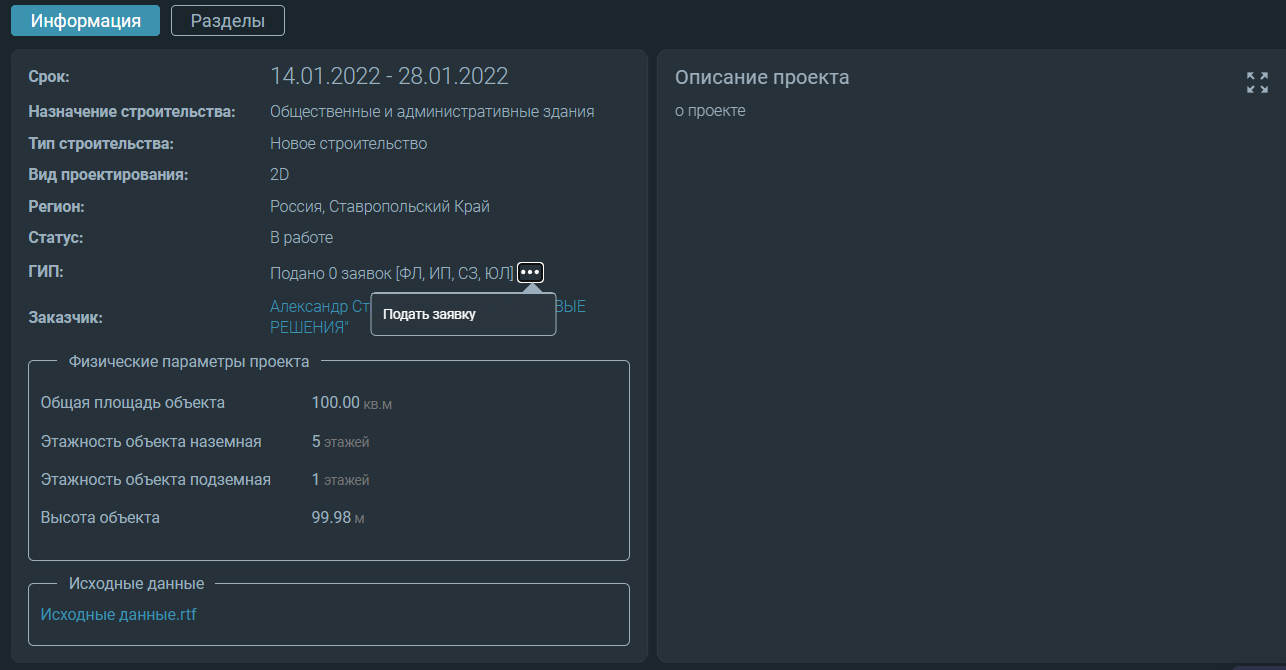 Информация Разделы
Срок: 14.01.2022 - 28.01.2022
Назначение строительства: Общественные и административные здания
Тип строительства: Новое строительство
Вид проектирования: 2D
Регион: Россия, Ставропольский Край
Статус: В работе
ГИП: Подано 0 заявок [ФЛ, ИП, СЗ, ЮЛ]
Подать заявку
Заказчик: Александр
РЕШЕНИЯ"
Физические параметры проекта
Общая площадь объекта 100.00 кв.м
Этажность объекта наземная 5 этажей
Этажность объекта подземная 1 этажей
Высота объекта 99.98 м
Исходные данные
Исходные данные.rtf
Описание проекта
о проекте